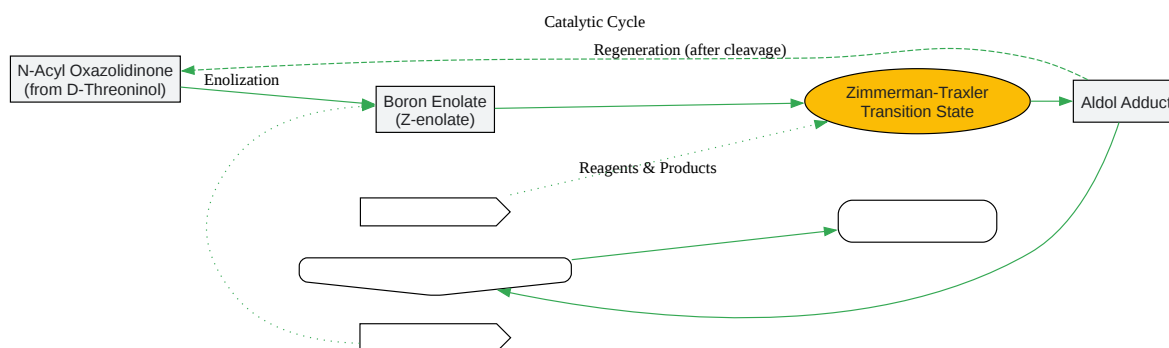 Catalytic Cycle
Regeneration (after cleavage)
N-Acyl Oxazolidinone
(from D-Threoninol)
Enolization
Boron Enolate
(Z-enolate)
Zimmerman-Traxler
Transition State
Aldol Adduct
Reagents & Products